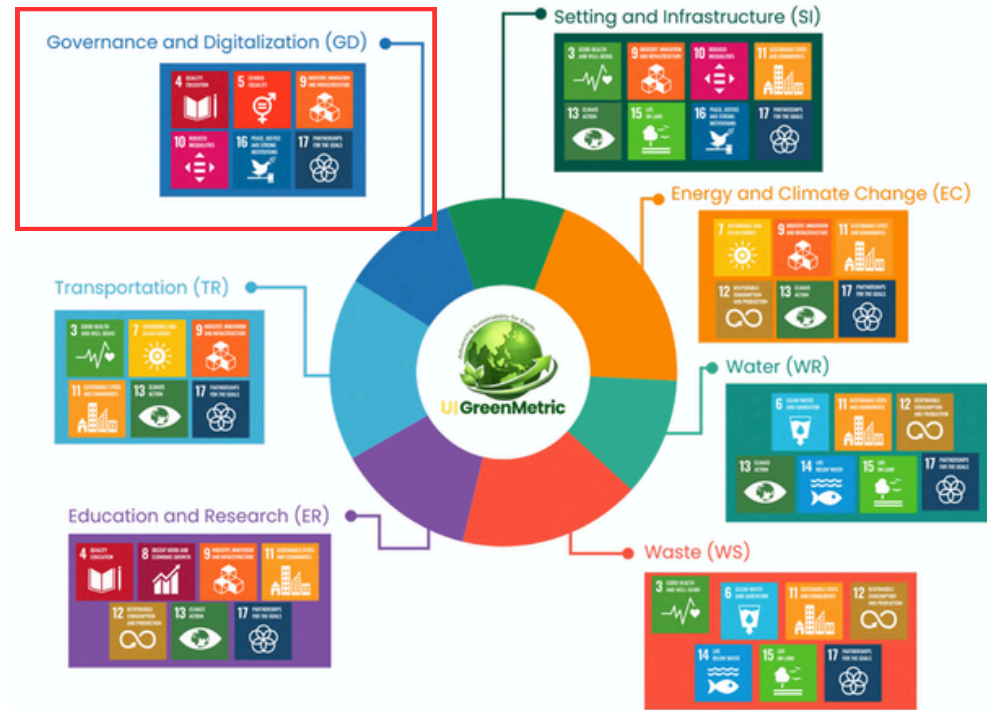 Governance and Digitalization (GD)
4 QUALITY EDUCATION
5 GENDER EQUALITY
9 INDUSTRY, INNOVATION AND INFRASTRUCTURE
10 REDUCED INEQUALITIES
16 PEACE, JUSTICE AND STRONG INSTITUTIONS
17 PARTNERSHIPS FOR THE GOALS
Setting and Infrastructure (SI)
3 GOOD HEALTH AND WELL-BEING
9 INDUSTRY, INNOVATION AND INFRASTRUCTURE
10 REDUCED INEQUALITIES
11 SUSTAINABLE CITIES AND COMMUNITIES
13 CLIMATE ACTION
15 LIFE ON LAND
16 PEACE, JUSTICE AND STRONG INSTITUTIONS
17 PARTNERSHIPS FOR THE GOALS
Energy and Climate Change (EC)
7 AFFORDABLE AND CLEAN ENERGY
9 INDUSTRY, INNOVATION AND INFRASTRUCTURE
11 SUSTAINABLE CITIES AND COMMUNITIES
12 RESPONSIBLE CONSUMPTION AND PRODUCTION
13 CLIMATE ACTION
17 PARTNERSHIPS FOR THE GOALS
Transportation (TR)
3 GOOD HEALTH AND WELL-BEING
7 AFFORDABLE AND CLEAN ENERGY
9 INDUSTRY, INNOVATION AND INFRASTRUCTURE
11 SUSTAINABLE CITIES AND COMMUNITIES
13 CLIMATE ACTION
17 PARTNERSHIPS FOR THE GOALS
Advancing Sustainability for Earth
UI GreenMetric
Water (WR)
6 CLEAN WATER AND SANITATION
11 SUSTAINABLE CITIES AND COMMUNITIES
12 RESPONSIBLE CONSUMPTION AND PRODUCTION
13 CLIMATE ACTION
14 LIFE BELOW WATER
15 LIFE ON LAND
17 PARTNERSHIPS FOR THE GOALS
Education and Research (ER)
4 QUALITY EDUCATION
8 DECENT WORK AND ECONOMIC GROWTH
9 INDUSTRY, INNOVATION AND INFRASTRUCTURE
11 SUSTAINABLE CITIES AND COMMUNITIES
12 RESPONSIBLE CONSUMPTION AND PRODUCTION
13 CLIMATE ACTION
17 PARTNERSHIPS FOR THE GOALS
Waste (WS)
3 GOOD HEALTH AND WELL-BEING
6 CLEAN WATER AND SANITATION
11 SUSTAINABLE CITIES AND COMMUNITIES
12 RESPONSIBLE CONSUMPTION AND PRODUCTION
14 LIFE BELOW WATER
15 LIFE ON LAND
17 PARTNERSHIPS FOR THE GOALS